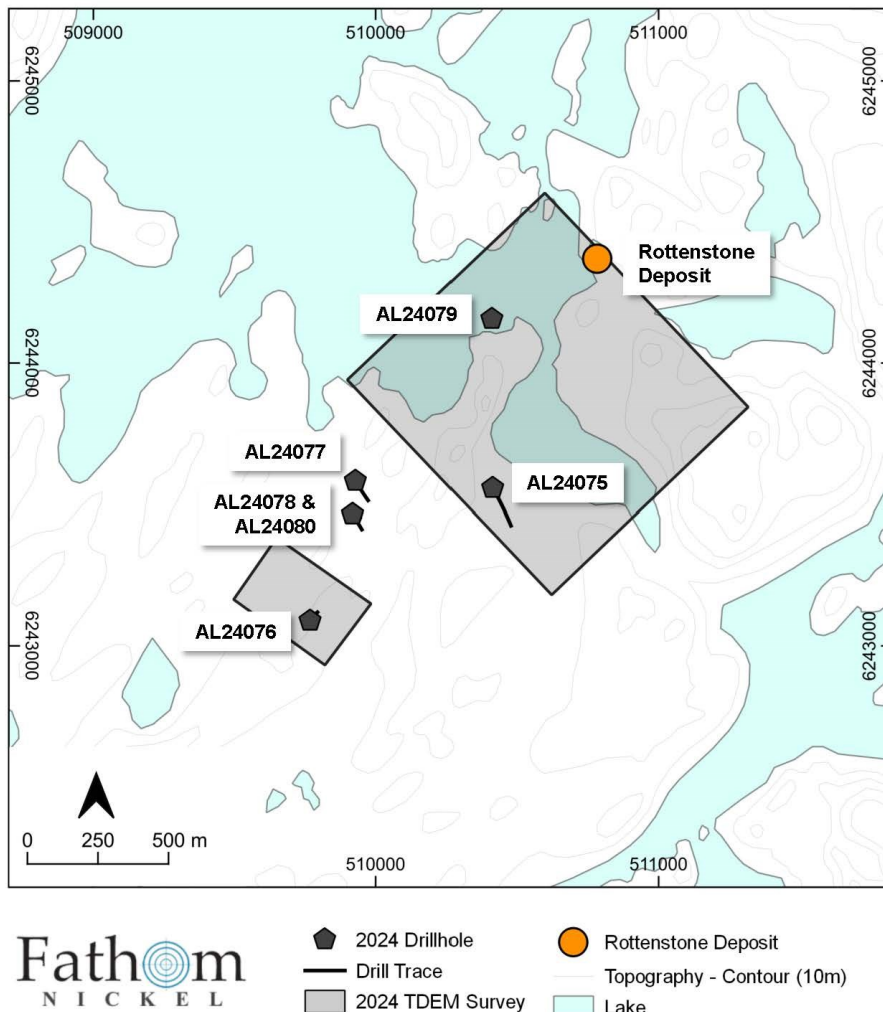 509000
510000
511000
6245000
6245000
Rottenstone
Deposit
AL24079
6244000
6244000
AL24077
AL24075
AL24078 &
AL24080
AL24076
6243000
6243000
0 250 500 m
510000
511000
Fathom
NICKEL
2024 Drillhole
Drill Trace
2024 TDEM Survey
Rottenstone Deposit
Topography - Contour (10m)
Lake